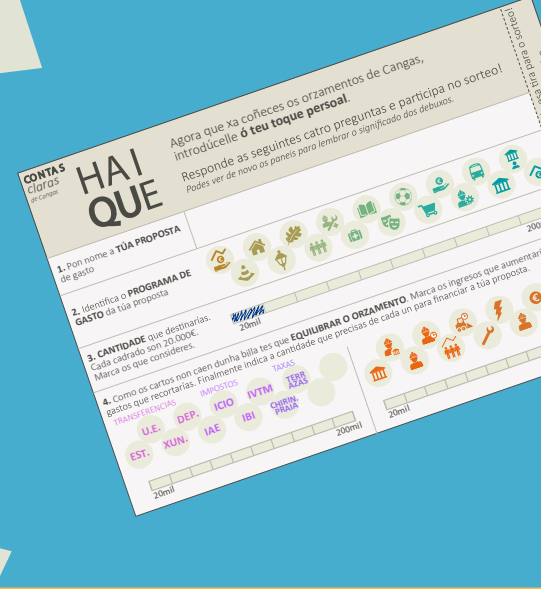 CONTAS
claras
de Cangas
HAI
QUE
Agora que xa coñeces os orzamentos de Cangas,
introdúcelle ó teu toque persoal.
Responde as seguintes catro preguntas e participa no sorteo!
Podes ver de novo os paneis para lembrar o significado dos debuxos.
tira para o sorteo!
1. Pon nome a TÚA PROPOSTA
de gasto
2. Identifica o PROGRAMA DE
GASTO da túa proposta
3. CANTIDADE que destinarías.
Cada cadrado son 20.000€.
Marca os que consideres.
20mil
4. Como os cartos non caen dunha billa tes que EQUILIBRAR O ORZAMENTO. Marca os ingresos que aumentarí
gastos que recortarías. Finalmente indica a cantidade que precisas de cada un para financiar a túa proposta.
TRANSFERENCIAS
IMPOSTOS
TAXAS
U.E.
DEP.
ICIO
IVTM
TERR
AZAS
EST.
XUN.
IAE
IBI
CHIRIN.
PRAIA
20mil
200mil
20mil